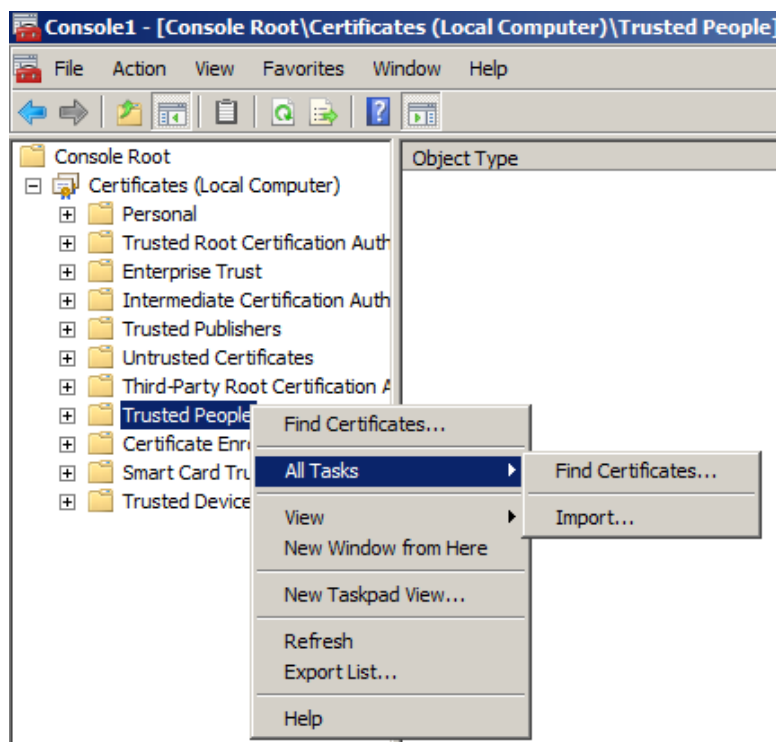 Console1 - [Console Root\Certificates (Local Computer)\Trusted People]
File Action View Favorites Window Help
Console Root
Object Type
Certificates (Local Computer)
Personal
Trusted Root Certification Auth
Enterprise Trust
Intermediate Certification Auth
Trusted Publishers
Untrusted Certificates
Third-Party Root Certification A
Trusted People
Certificate Enro
Smart Card Tru
Trusted Device
Find Certificates...
All Tasks
View
New Window from Here
New Taskpad View...
Refresh
Export List...
Help
Find Certificates...
Import...